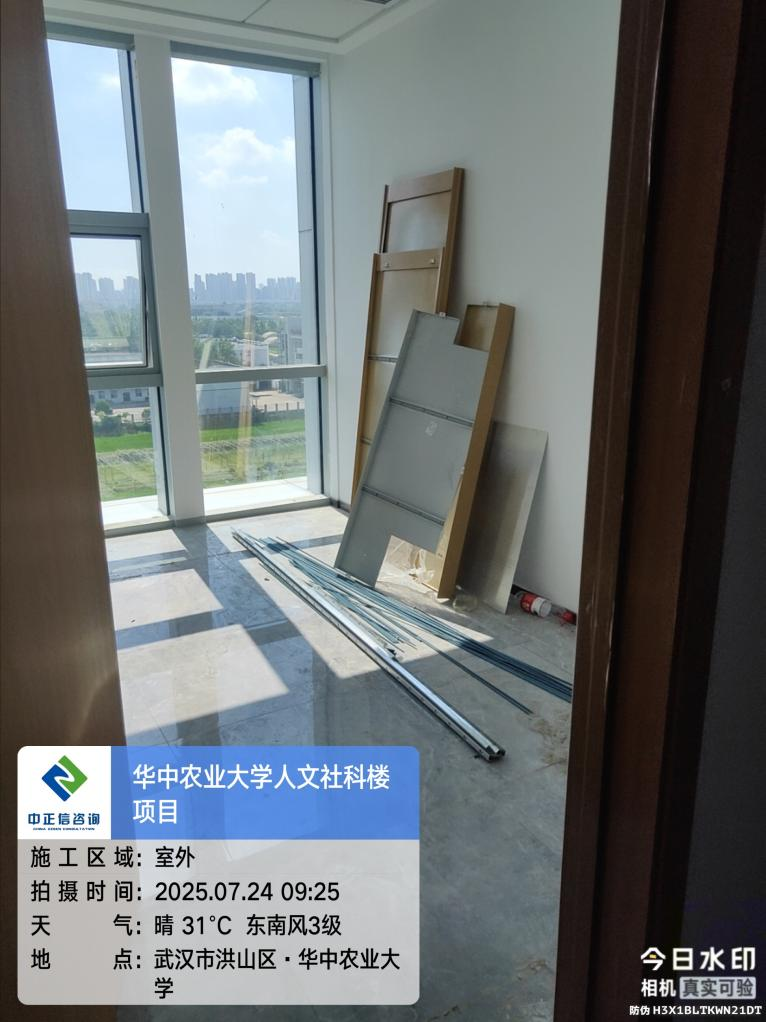 中正信咨询
华中农业大学人文社科楼
项目
施工区域：室外
拍摄时间：2025.07.24 09:25
天气：晴 31℃ 东南风3级
地点：武汉市洪山区·华中农业大
学
今日水印
相机 真实可验
防伪 H3X1BLTKWN21DT